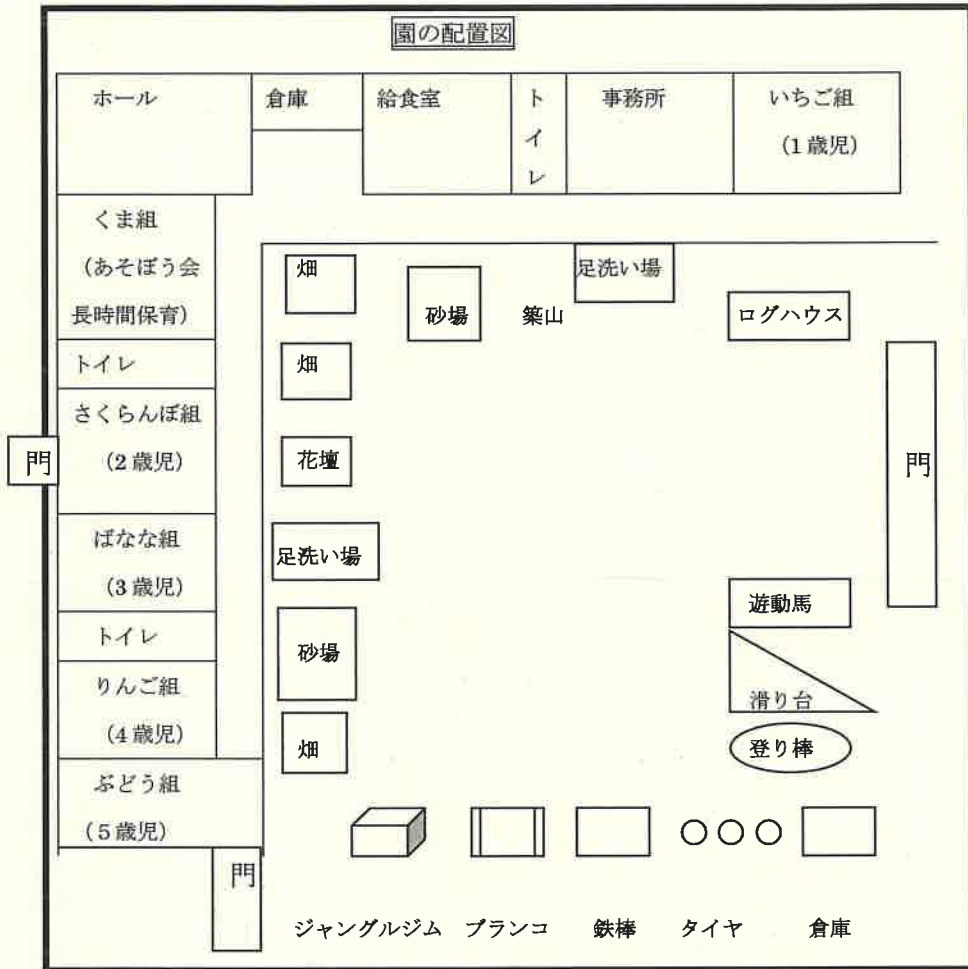 園の配置図
ホール
倉庫
給食室
トイレ
事務所
いちご組
(1歳児)
くま組
(あそぼう会
長時間保育)
トイレ
さくらんぼ組
(2歳児)
ばなな組
(3歳児)
トイレ
りんご組
(4歳児)
ぶどう組
(5歳児)
門
門
門
畑
畑
花壇
足洗い場
砂場
畑
砂場
築山
足洗い場
ログハウス
遊動馬
滑り台
登り棒
ジャングルジム ブランコ 鉄棒 タイヤ 倉庫